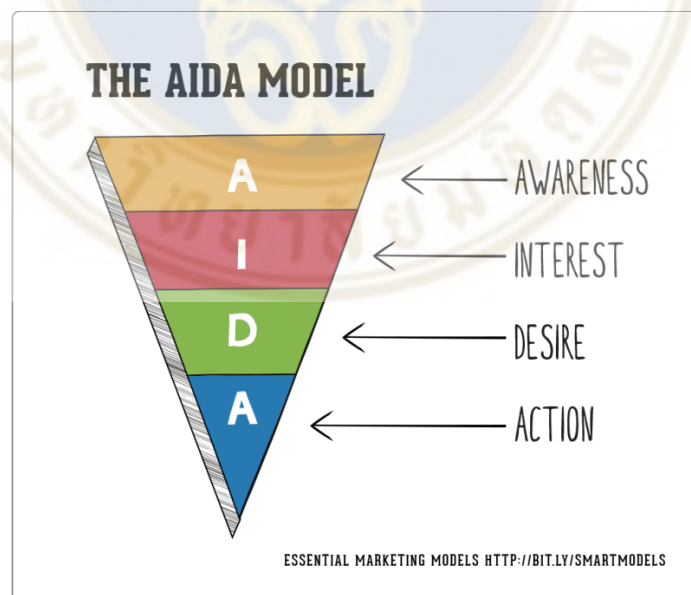 THE AIDA MODEL
A
AWARENESS
I
INTEREST
D
DESIRE
A
ACTION
ESSENTIAL MARKETING MODELS HTTP://BIT.LY/SMARTMODELS